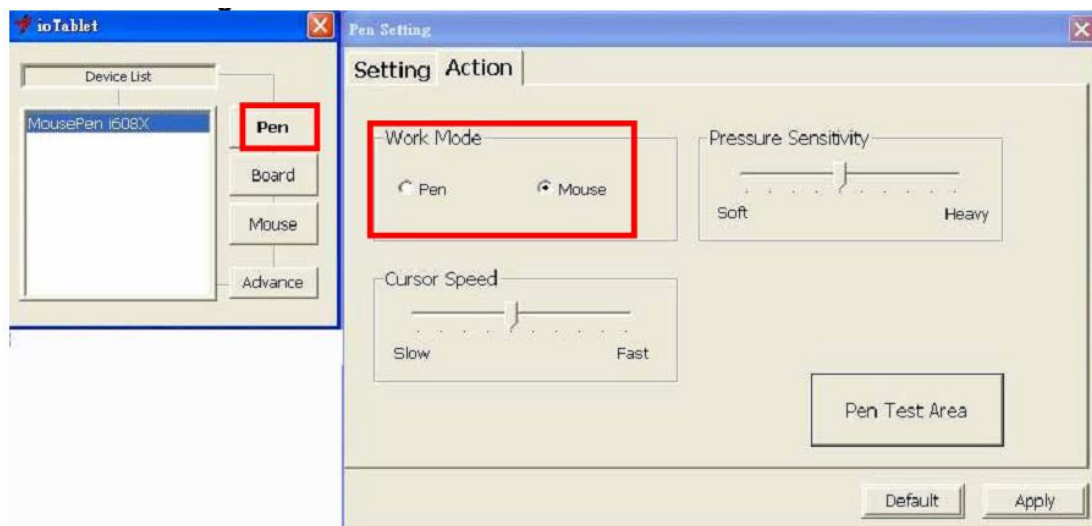 ioTablet
Device List
MousePen i608X
Pen
Board
Mouse
Advance
Pen Setting
Setting Action
Work Mode
Pen Mouse
Pressure Sensitivity
Soft Heavy
Cursor Speed
Slow Fast
Pen Test Area
Default Apply